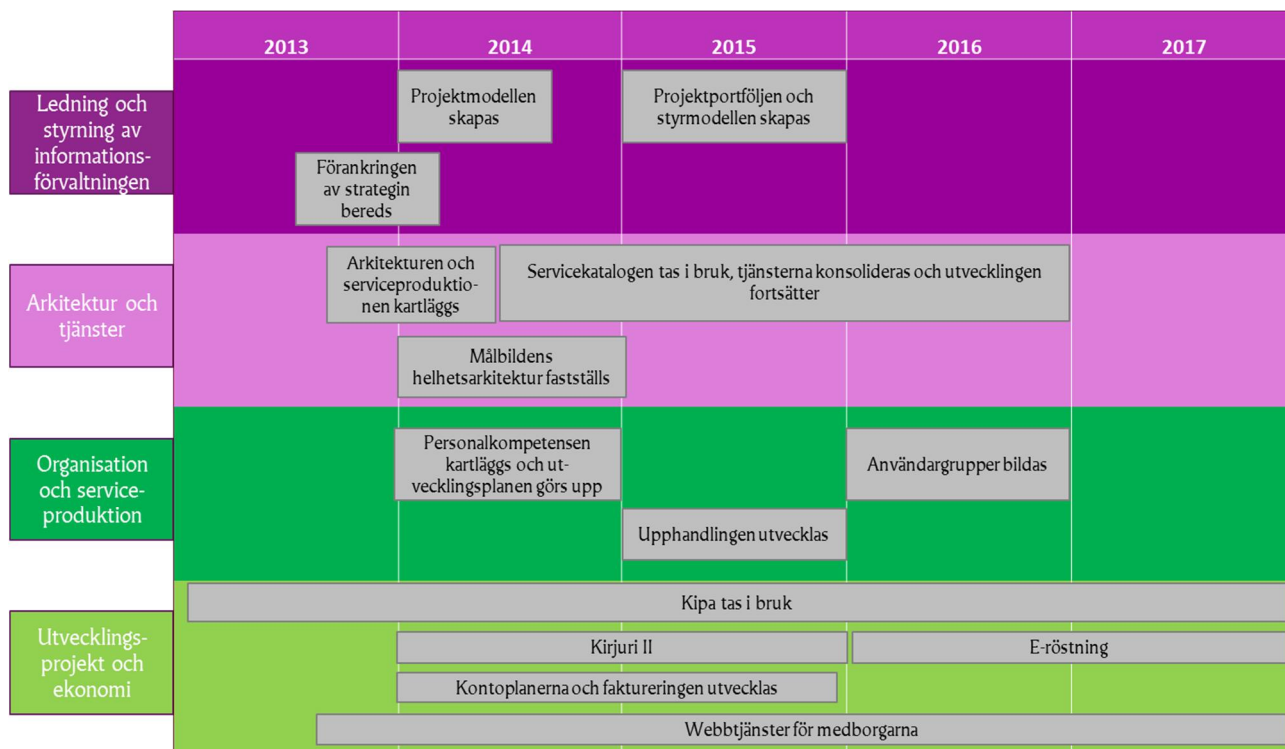 2013 2014 2015 2016 2017
Ledning och
styrning av
informations-
förvaltningen
Projektmodellen
skapas
Projektportföljen och
styrmodellen skapas
Förankringen
av strategin
bereds
Arkitektur och
tjänster
Arkitekturen och
serviceproduktio-
nen kartläggs
Servicekatalogen tas i bruk, tjänsterna konsolideras och utvecklingen
fortsätter
Målbildens
helhetsarkitektur fastställs
Organisation
och service-
produktion
Personalkompetensen
kartläggs och ut-
vecklingsplanen görs upp
Användargrupper bildas
Upphandlingen utvecklas
Utvecklings-
projekt och
ekonomi
Kipa tas i bruk
Kirjuri II
E-röstning
Kontoplanerna och faktureringen utvecklas
Webbtjänster för medborgarna